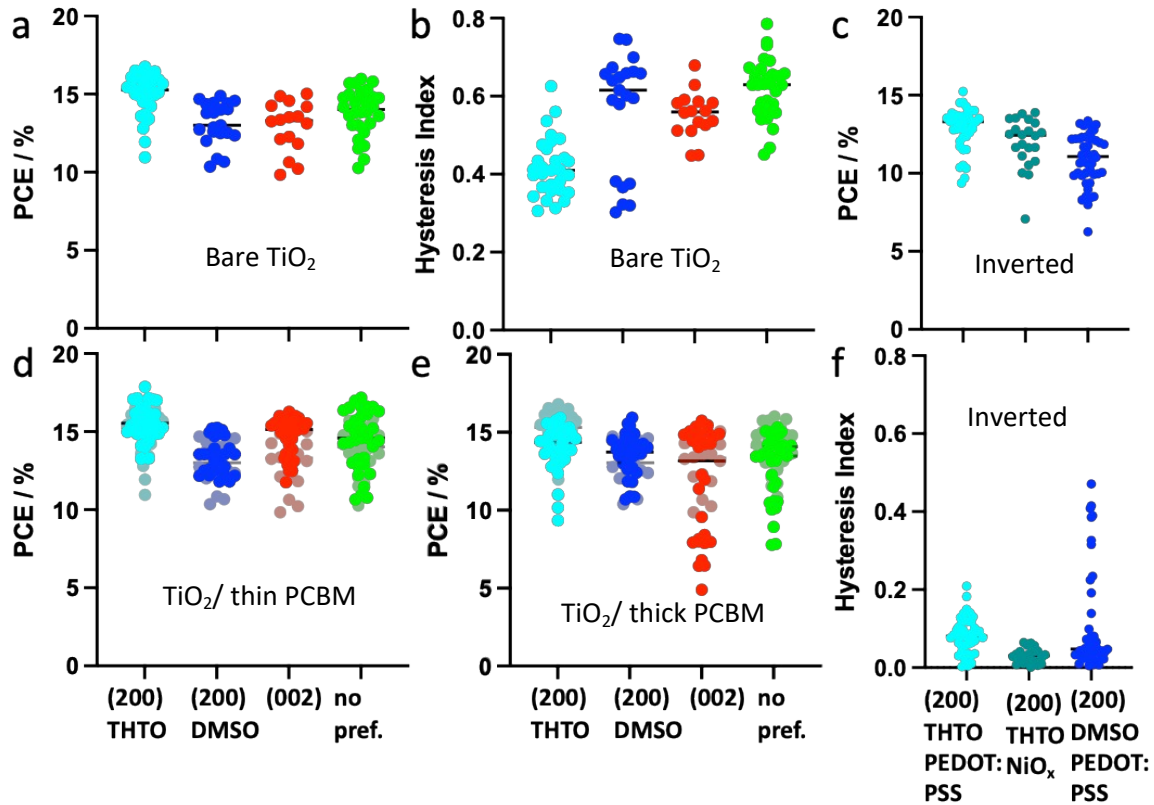 a
20
15
10
5
0
PCE / %
Bare TiO₂
b
0.8
0.6
0.4
0.2
0.0
Hysteresis Index
Bare TiO₂
c
20
15
10
5
0
PCE / %
Inverted
d
20
15
10
5
0
PCE / %
TiO₂/ thin PCBM
(200) (200) (002) no
THTO DMSO pref.
e
20
15
10
5
0
PCE / %
TiO₂/ thick PCBM
(200) (200) (002) no
THTO DMSO pref.
f
0.8
0.6
0.4
0.2
0.0
Hysteresis Index
Inverted
(200)
THTO
PEDOT:
PSS
(200)
THTO
NiOₓ
(200)
DMSO
PEDOT:
PSS